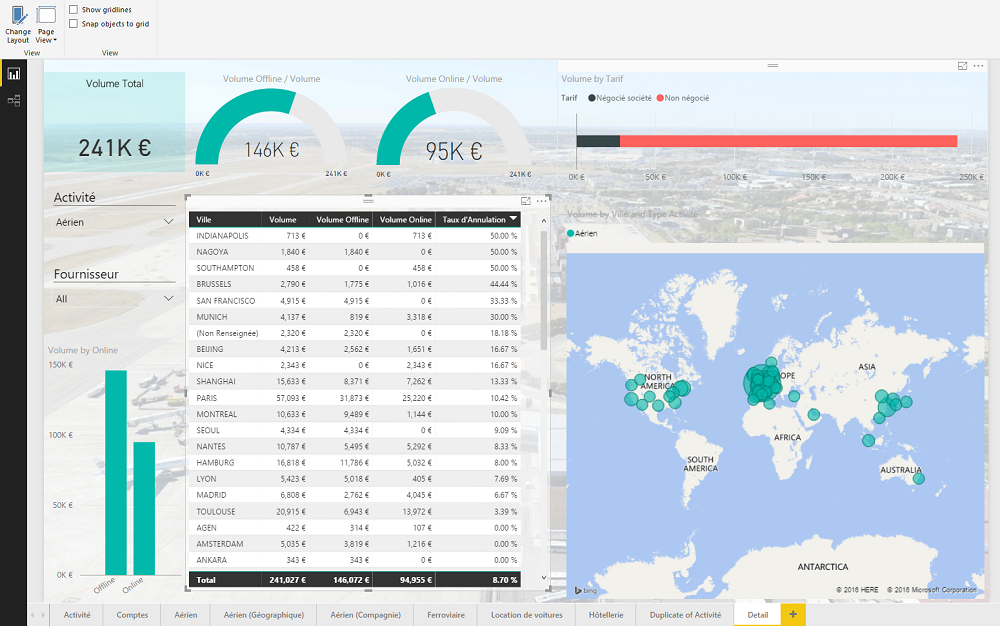 Change Layout
Page View
Show gridlines
Snap objects to grid
View
View
Volume Total
241K €
Volume Offline / Volume
146K €
0K €
241K €
Volume Online / Volume
95K €
0K €
241K €
Volume by Tarif
Tarif Négocié société Non négocié
0K € 50K € 100K € 150K € 200K € 250K €
Activité
Aérien
Fournisseur
All
Volume by Online
150K €
100K €
50K €
0K €
Offline Online
Ville Volume Volume Offline Volume Online Taux d'Annulation
INDIANAPOLIS 713 € 0 € 713 € 50.00 %
NAGOYA 1,840 € 1,840 € 0 € 50.00 %
SOUTHAMPTON 458 € 0 € 458 € 50.00 %
BRUSSELS 2,790 € 1,775 € 1,016 € 44.44 %
SAN FRANCISCO 4,915 € 4,915 € 0 € 33.33 %
MUNICH 4,137 € 819 € 3,318 € 30.00 %
(Non Renseignée) 2,320 € 2,320 € 0 € 18.18 %
BEIJING 4,213 € 2,562 € 1,651 € 16.67 %
NICE 2,343 € 0 € 2,343 € 16.67 %
SHANGHAI 15,633 € 8,371 € 7,262 € 13.33 %
PARIS 57,093 € 31,873 € 25,220 € 10.42 %
MONTREAL 10,633 € 9,489 € 1,144 € 10.00 %
SEOUL 4,334 € 4,334 € 0 € 9.09 %
NANTES 10,787 € 5,495 € 5,292 € 8.33 %
HAMBURG 16,818 € 11,786 € 5,032 € 8.00 %
LYON 5,423 € 5,018 € 405 € 7.69 %
MADRID 6,808 € 2,762 € 4,045 € 6.67 %
TOULOUSE 20,915 € 6,943 € 13,972 € 3.39 %
AGEN 422 € 314 € 107 € 0.00 %
AMSTERDAM 5,035 € 3,819 € 1,216 € 0.00 %
ANKARA 343 € 343 € 0 € 0.00 %
Total 241,027 € 146,072 € 94,955 € 8.70 %
Volume by Ville and Type Activité
Aérien
NORTH AMERICA
OPE
ASIA
AFRICA
SOUTH AMERICA
AUSTRALIA
ANTARCTICA
bing
© 2016 HERE © 2016 Microsoft Corporation
Activité Comptes Aérien Aérien (Géographique) Aérien (Compagnie) Ferroviaire Location de voitures Hôtellerie Duplicate of Activité Detail +